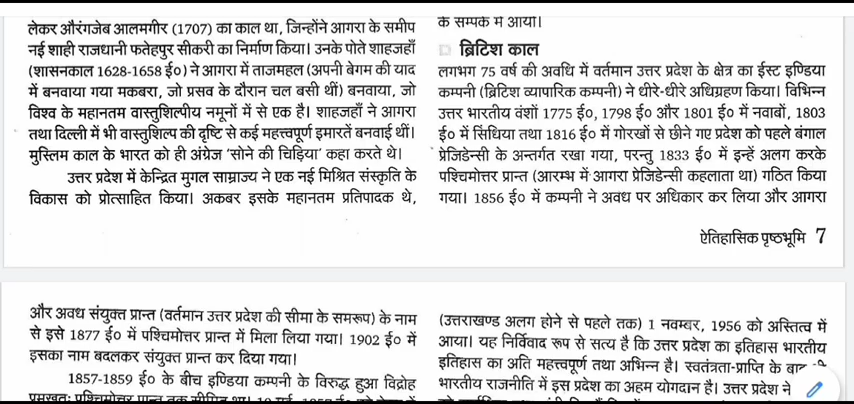 लेकर औरंगजेब आलमगीर (1707) का काल था, जिन्होंने आगरा के समीप
नई शाही राजधानी फतेहपुर सीकरी का निर्माण किया। उनके पोते शाहजहाँ
(शासनकाल 1628-1658 ई०) ने आगरा में ताजमहल (अपनी बेगम की याद
में बनवाया गया मकबरा, जो प्रसव के दौरान चल बसी थीं) बनवाया, जो
विश्व के महानतम वास्तुशिल्पीय नमूनों में से एक है। शाहजहाँ ने आगरा
तथा दिल्ली में भी वास्तुशिल्प की दृष्टि से कई महत्त्वपूर्ण इमारतें बनवाई थीं।
मुस्लिम काल के भारत को ही अंग्रेज ‘सोने की चिड़िया’ कहा करते थे।
उत्तर प्रदेश में केन्द्रित मुगल साम्राज्य ने एक नई मिश्रित संस्कृति के
विकास को प्रोत्साहित किया। अकबर इसके महानतम प्रतिपादक थे,
के सम्पर्क में आयी।
ब्रिटिश काल
लगभग 75 वर्ष की अवधि में वर्तमान उत्तर प्रदेश के क्षेत्र का ईस्ट इण्डिया
कम्पनी (ब्रिटिश व्यापारिक कम्पनी) ने धीरे-धीरे अधिग्रहण किया। विभिन्न
उत्तर भारतीय वंशों 1775 ई०, 1798 ई० और 1801 ई० में नवाबों, 1803
ई० में सिंधिया तथा 1816 ई० में गोरखों से छीने गए प्रदेश को पहले बंगाल
प्रेजिडेन्सी के अन्तर्गत रखा गया, परन्तु 1833 ई० में इन्हें अलग करके
पश्चिमोत्तर प्रान्त (आरम्भ में आगरा प्रेजिडेन्सी कहलाता था) गठित किया
गया। 1856 ई० में कम्पनी ने अवध पर अधिकार कर लिया और आगरा
ऐतिहासिक पृष्ठभूमि 7
और अवध संयुक्त प्रान्त (वर्तमान उत्तर प्रदेश की सीमा के समरूप) के नाम
से इसे 1877 ई० में पश्चिमोत्तर प्रान्त में मिला लिया गया। 1902 ई० में
इसका नाम बदलकर संयुक्त प्रान्त कर दिया गया।
1857-1859 ई० के बीच इण्डिया कम्पनी के विरुद्ध हुआ विद्रोह
प्रमुखतः पश्चिमोत्तर प्रान्त तक सीमित था।
(उत्तराखण्ड अलग होने से पहले तक) 1 नवम्बर, 1956 को अस्तित्व में
आया। यह निर्विवाद रूप से सत्य है कि उत्तर प्रदेश का इतिहास भारतीय
इतिहास का अति महत्त्वपूर्ण तथा अभिन्न है। स्वतंत्रता-प्राप्ति के बाद
भारतीय राजनीति में इस प्रदेश का अहम योगदान है। उत्तर प्रदेश ने